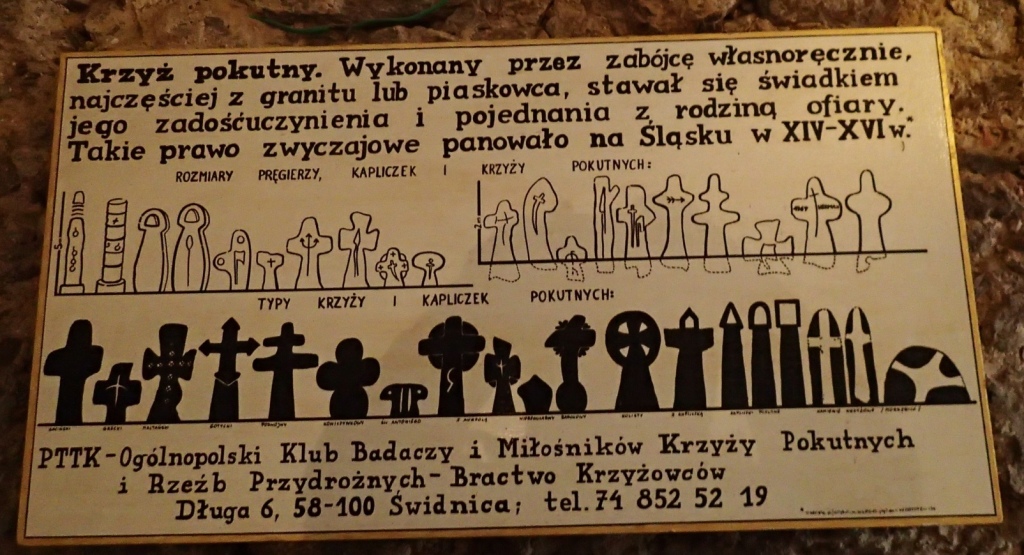 Krzyż pokutny. Wykonany przez zabójcę własnoręcznie,
najczęściej z granitu lub piaskowca, stawał się świadkiem
jego zadośćuczynienia i pojednania z rodziną ofiary.
Takie prawo zwyczajowe panowało na Śląsku w XIV-XVI w.*
ROZMIARY PRĘGIERZY, KAPLICZEK I KRZYŻY POKUTNYCH:
TYPY KRZYŻY I KAPLICZEK POKUTNYCH:
PTTK-Ogólnopolski Klub Badaczy i Miłośników Krzyży Pokutnych
i Rzeźb Przydrożnych-Bractwo Krzyżowców
Długa 6, 58-100 Świdnica; tel. 74 852 52 19